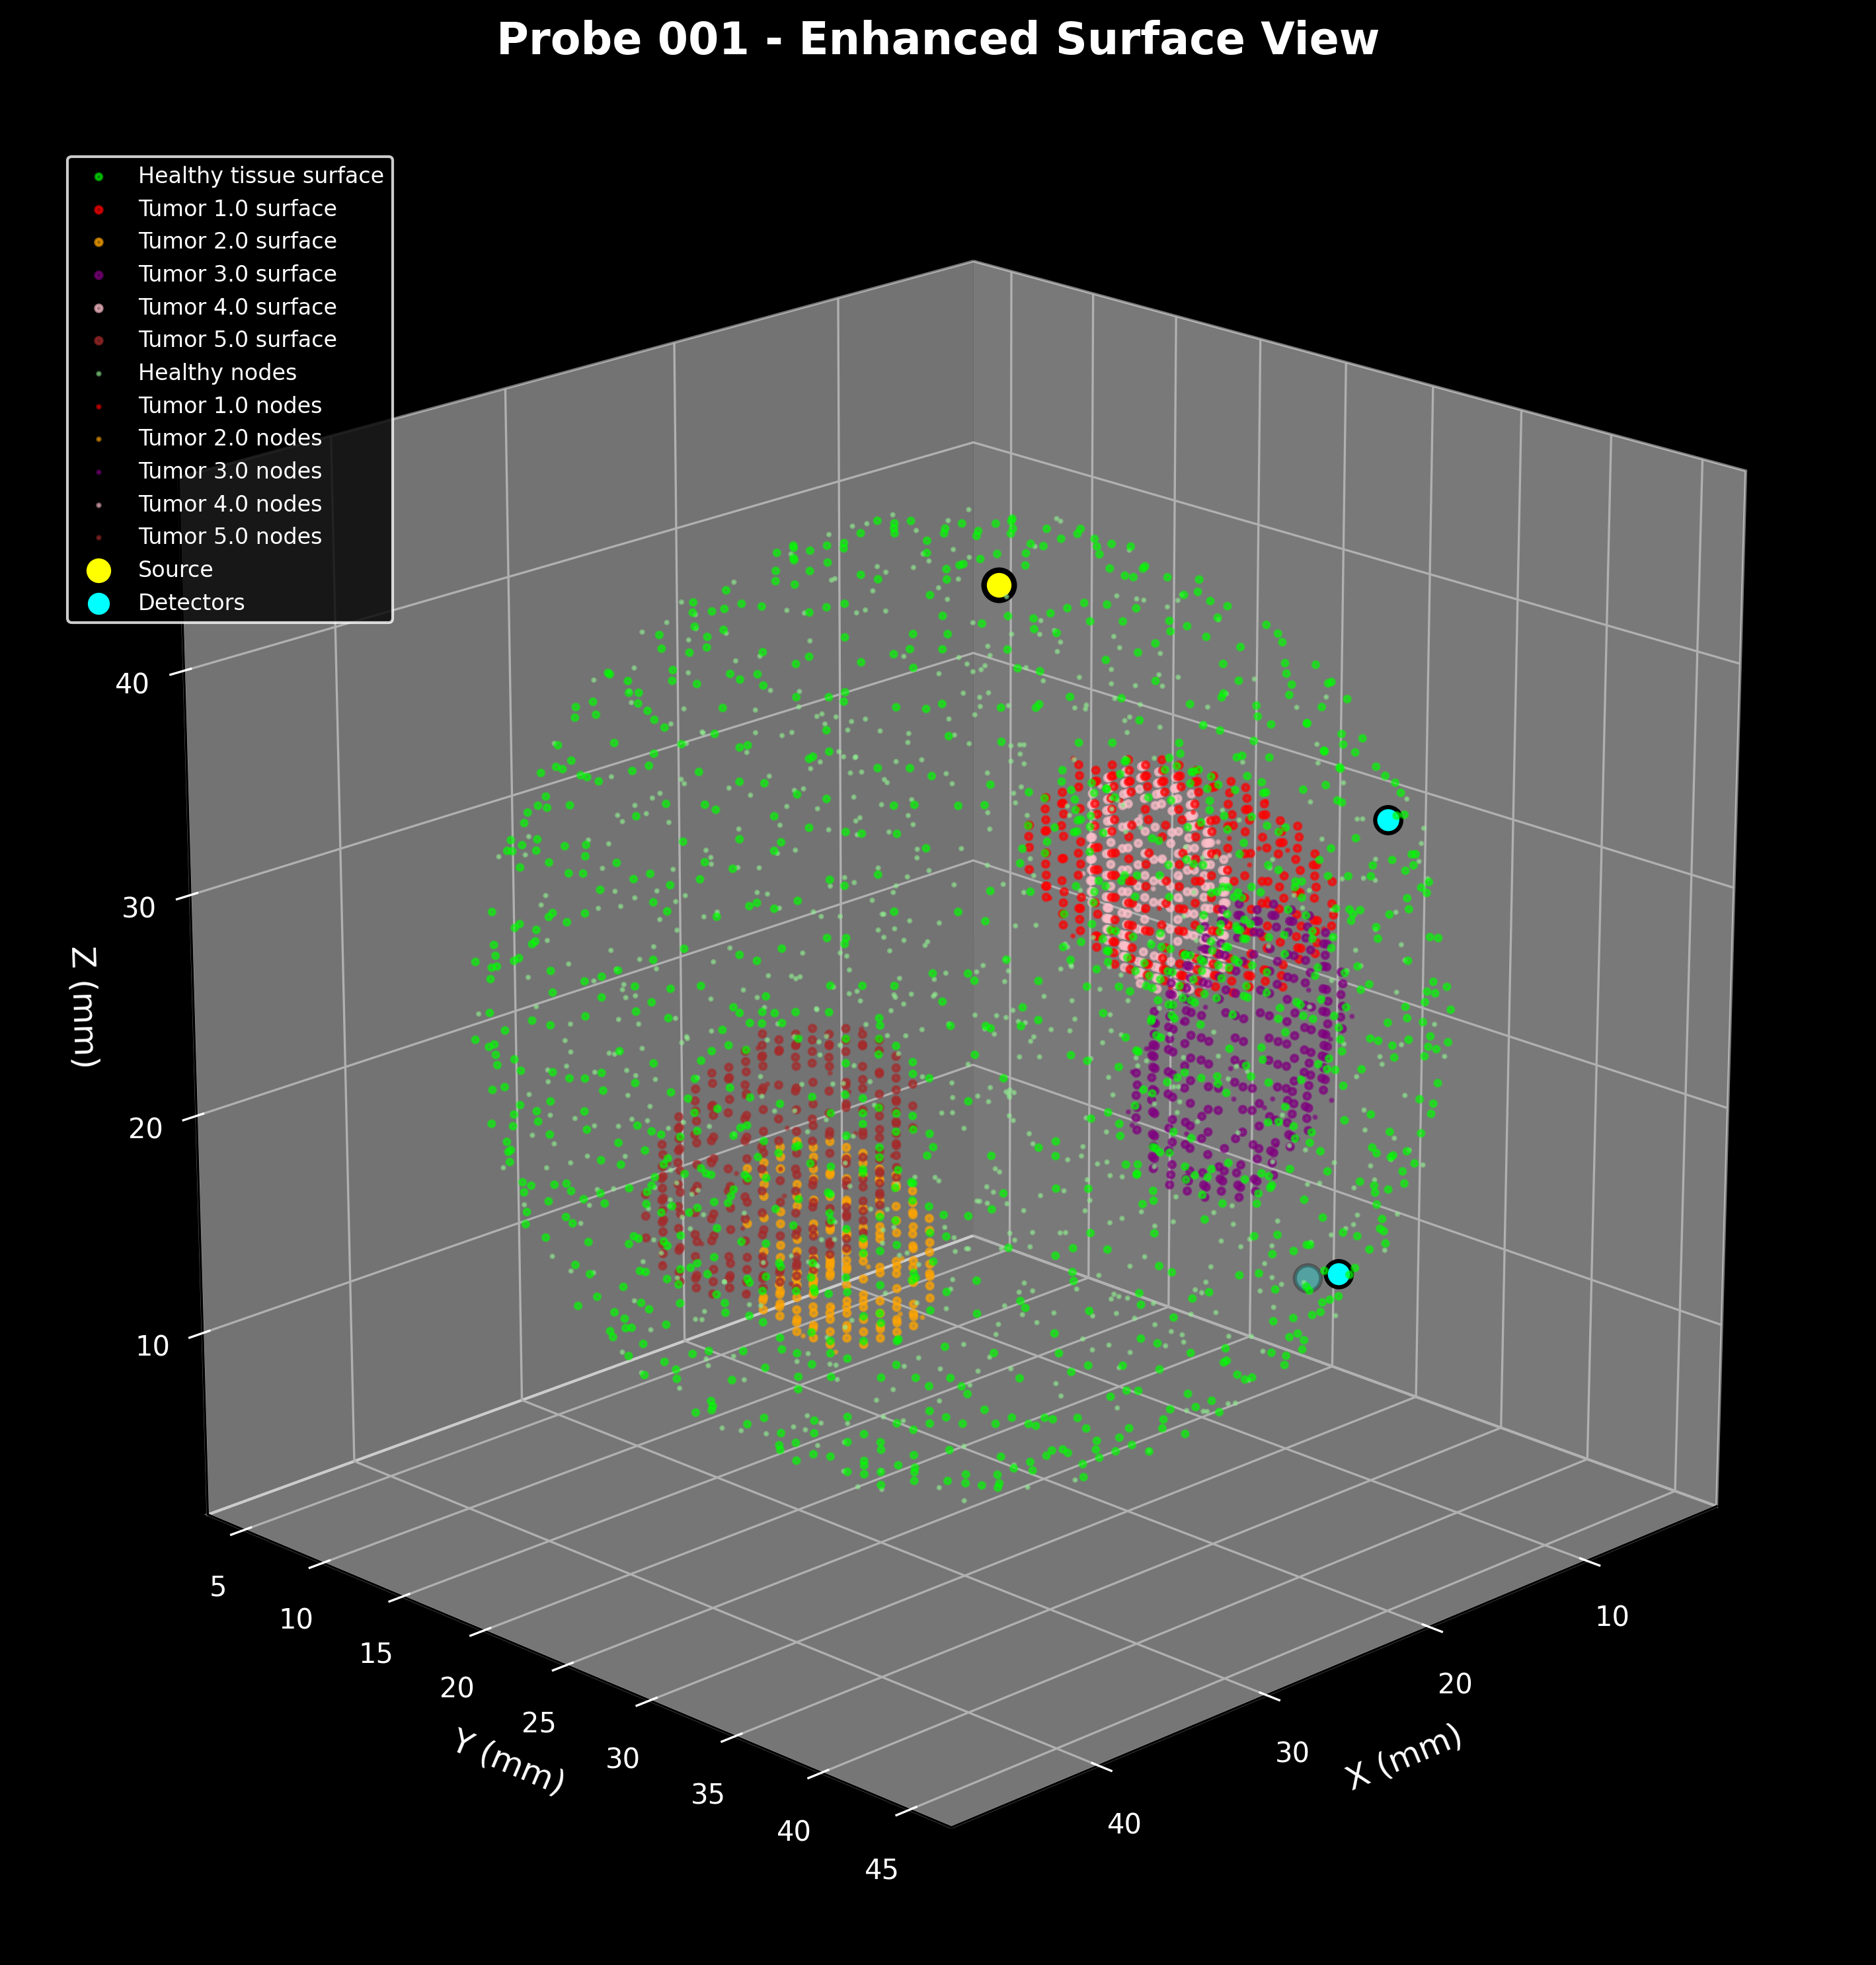 Probe 001 - Enhanced Surface View
Healthy tissue surface
Tumor 1.0 surface
Tumor 2.0 surface
Tumor 3.0 surface
Tumor 4.0 surface
Tumor 5.0 surface
Healthy nodes
Tumor 1.0 nodes
Tumor 2.0 nodes
Tumor 3.0 nodes
Tumor 4.0 nodes
Tumor 5.0 nodes
Source
Detectors
40
30
20
10
Z (mm)
5
10
15
20
25
30
35
40
45
Y (mm)
10
20
30
40
X (mm)